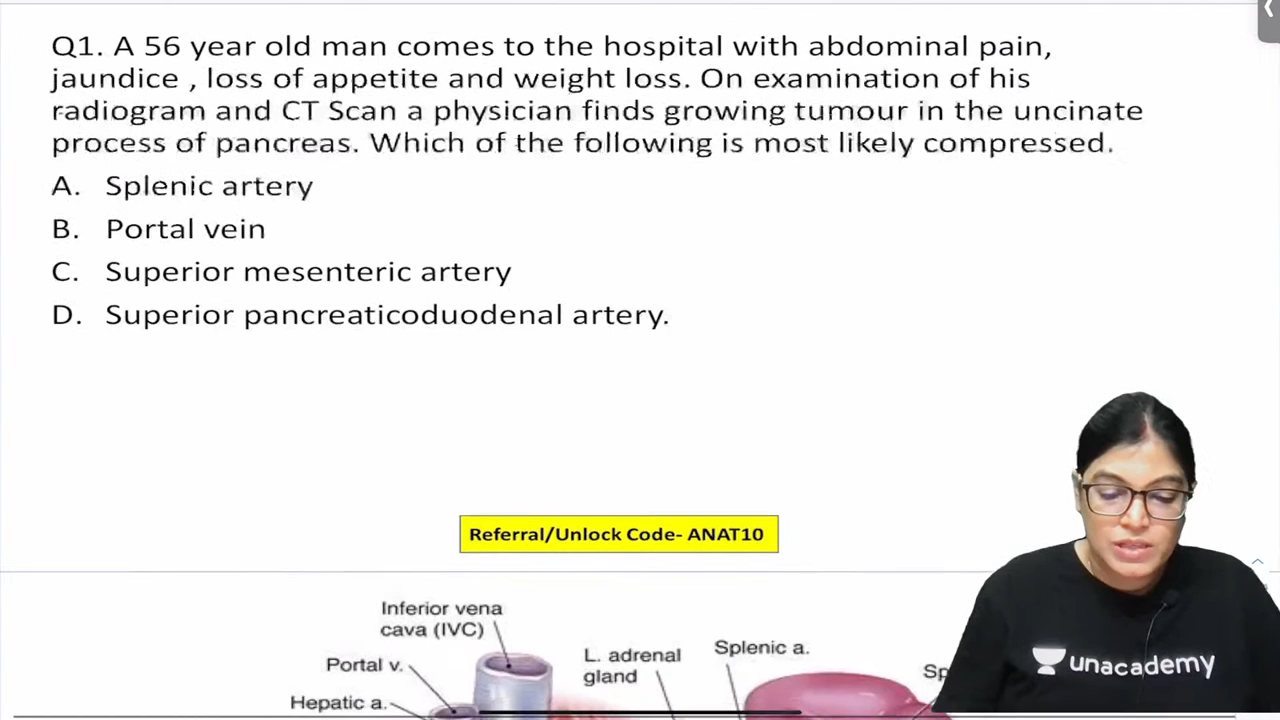 Q1. A 56 year old man comes to the hospital with abdominal pain,
jaundice , loss of appetite and weight loss. On examination of his
radiogram and CT Scan a physician finds growing tumour in the uncinate
process of pancreas. Which of the following is most likely compressed.
A. Splenic artery
B. Portal vein
C. Superior mesenteric artery
D. Superior pancreaticoduodenal artery.
Referral/Unlock Code- ANAT10
Inferior vena
cava (IVC)
Portal v.
Hepatic a.
L. adrenal
gland
Splenic a.
Sp
unacademy